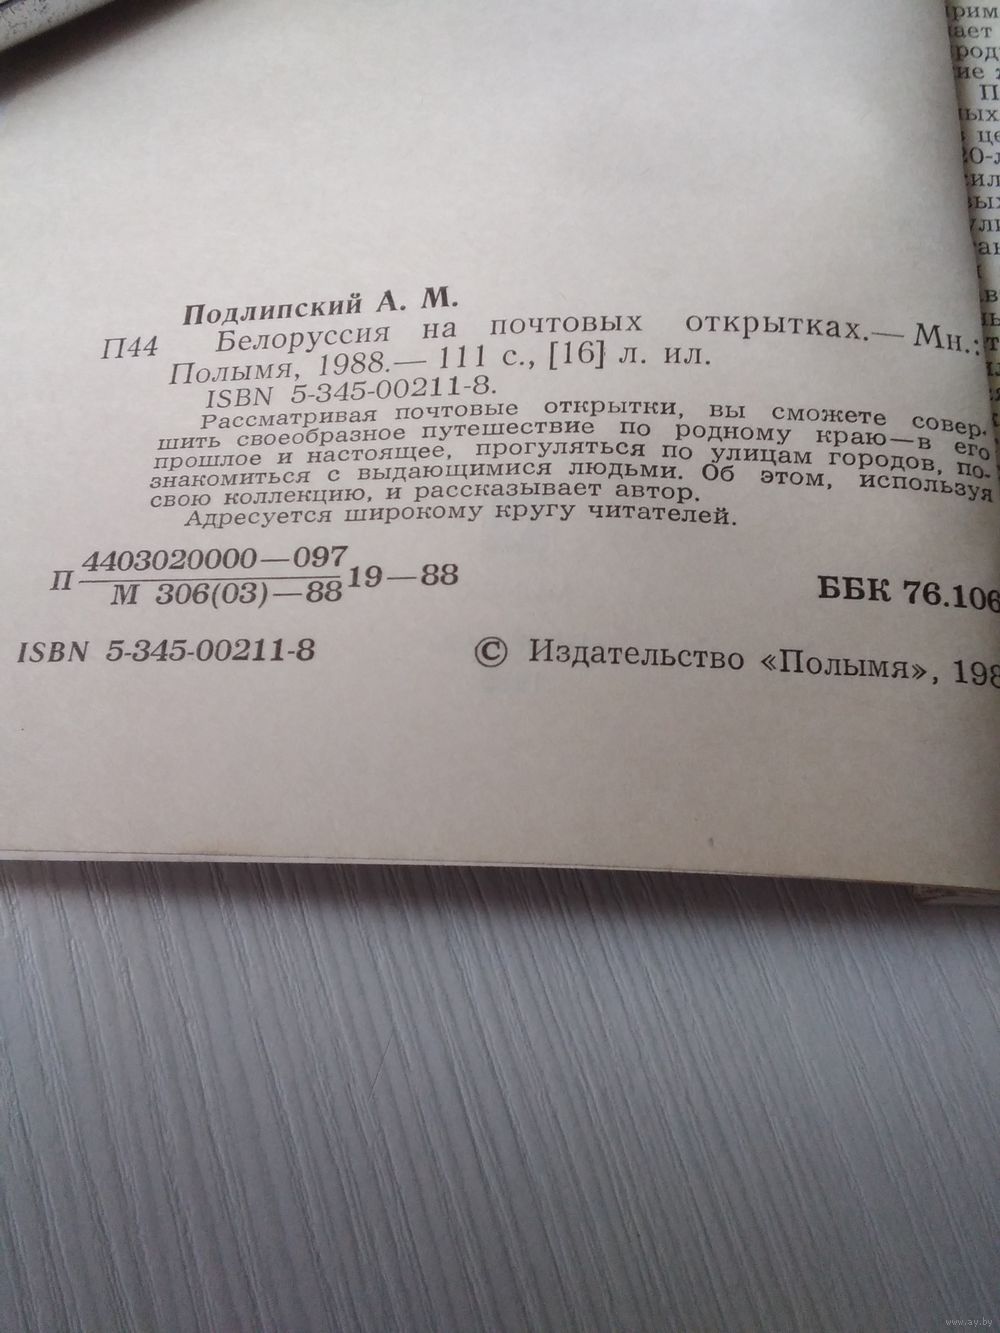 Подлипский А. М.
П44 Белоруссия на почтовых открытках.— Мн.:
Полымя, 1988.— 111 с., [16] л. ил.
ISBN 5-345-00211-8.
Рассматривая почтовые открытки, вы сможете совер-
шить своеобразное путешествие по родному краю—в его
прошлое и настоящее, прогуляться по улицам городов, по-
знакомиться с выдающимися людьми. Об этом, используя
свою коллекцию, и рассказывает автор.
Адресуется широкому кругу читателей.
4403020000—097
П 19—88
М 306(03)—88
ББК 76.106
ISBN 5-345-00211-8 © Издательство «Полымя», 198
www.ay.by